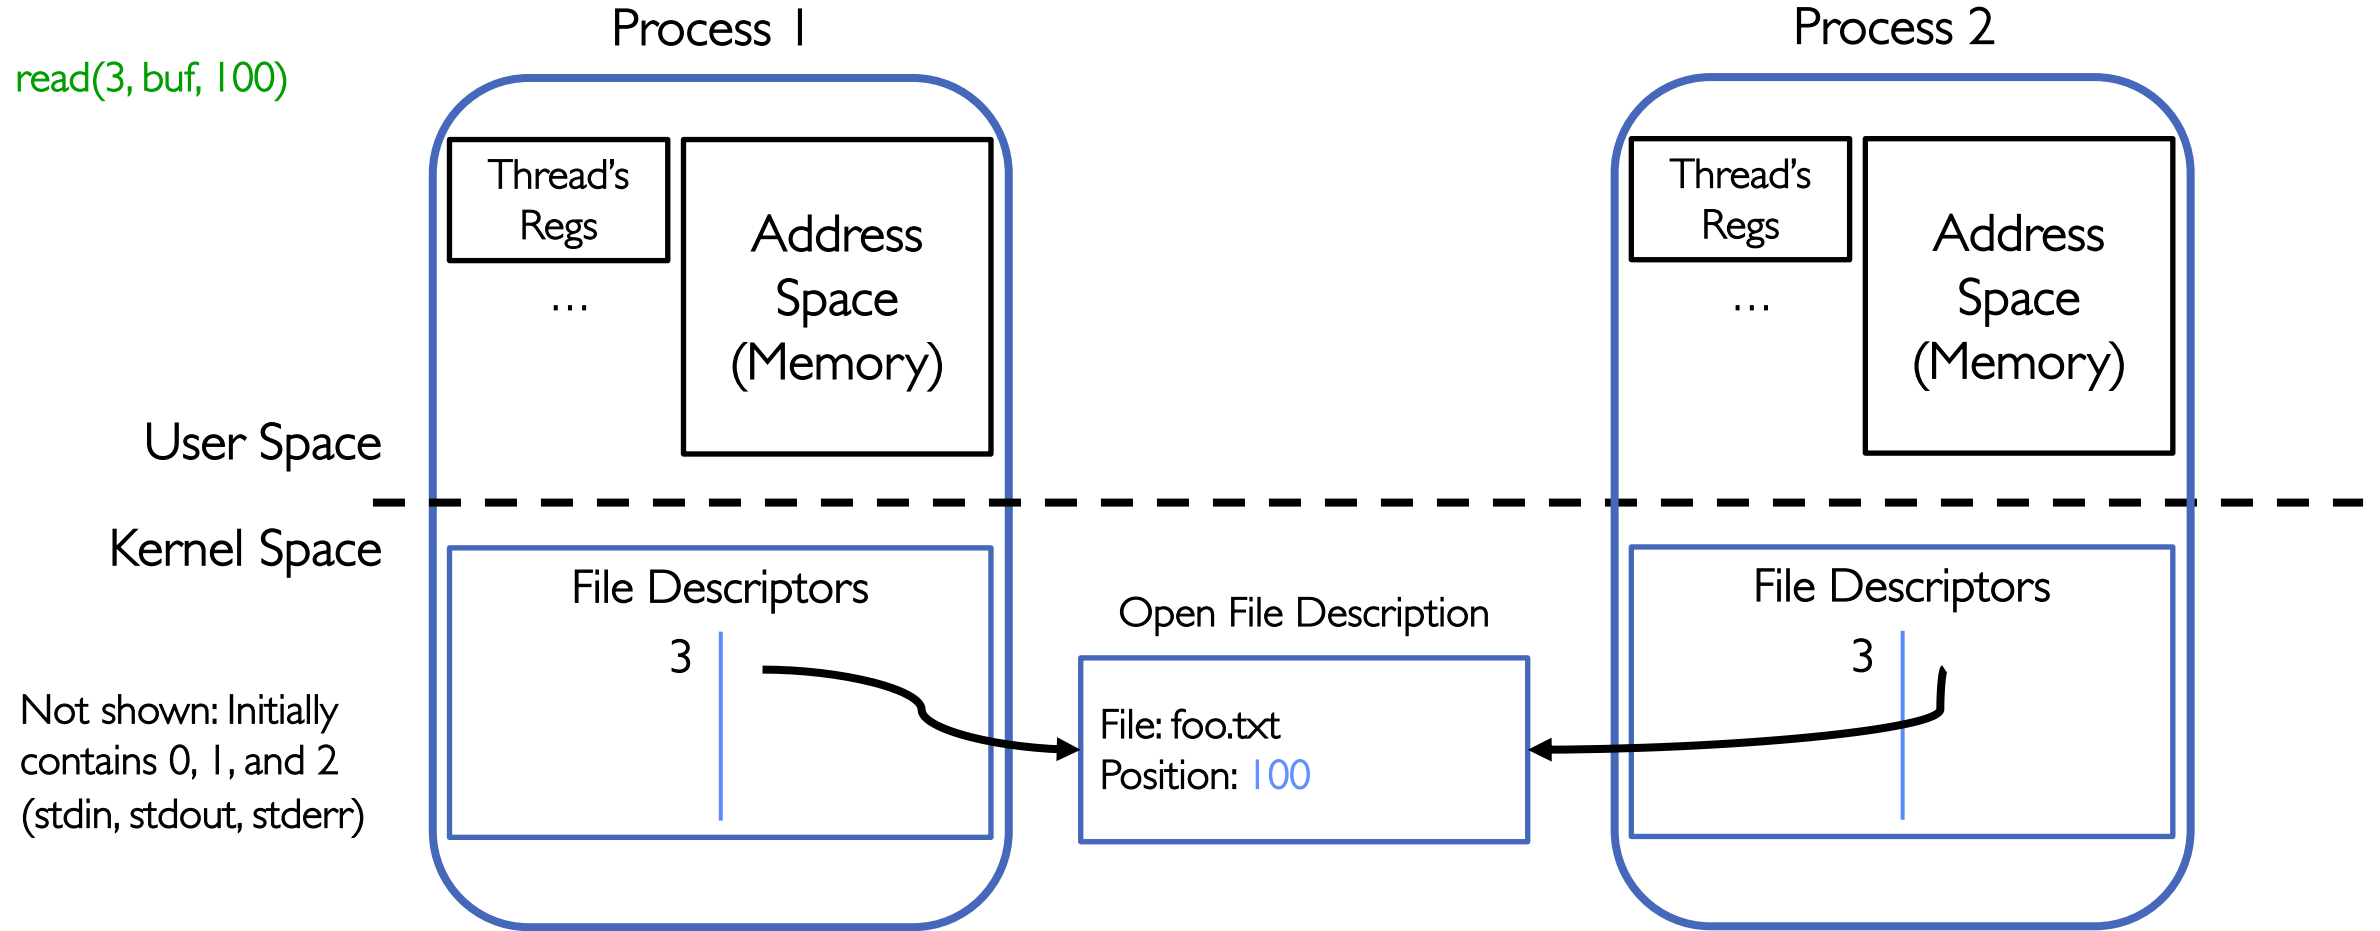 Process 1
Process 2
read(3, buf, 100)
Thread's
Regs
...
Address
Space
(Memory)
Thread's
Regs
...
Address
Space
(Memory)
User Space
Kernel Space
File Descriptors
3
Open File Description
File: foo.txt
Position: 100
File Descriptors
3
Not shown: Initially
contains 0, 1, and 2
(stdin, stdout, stderr)